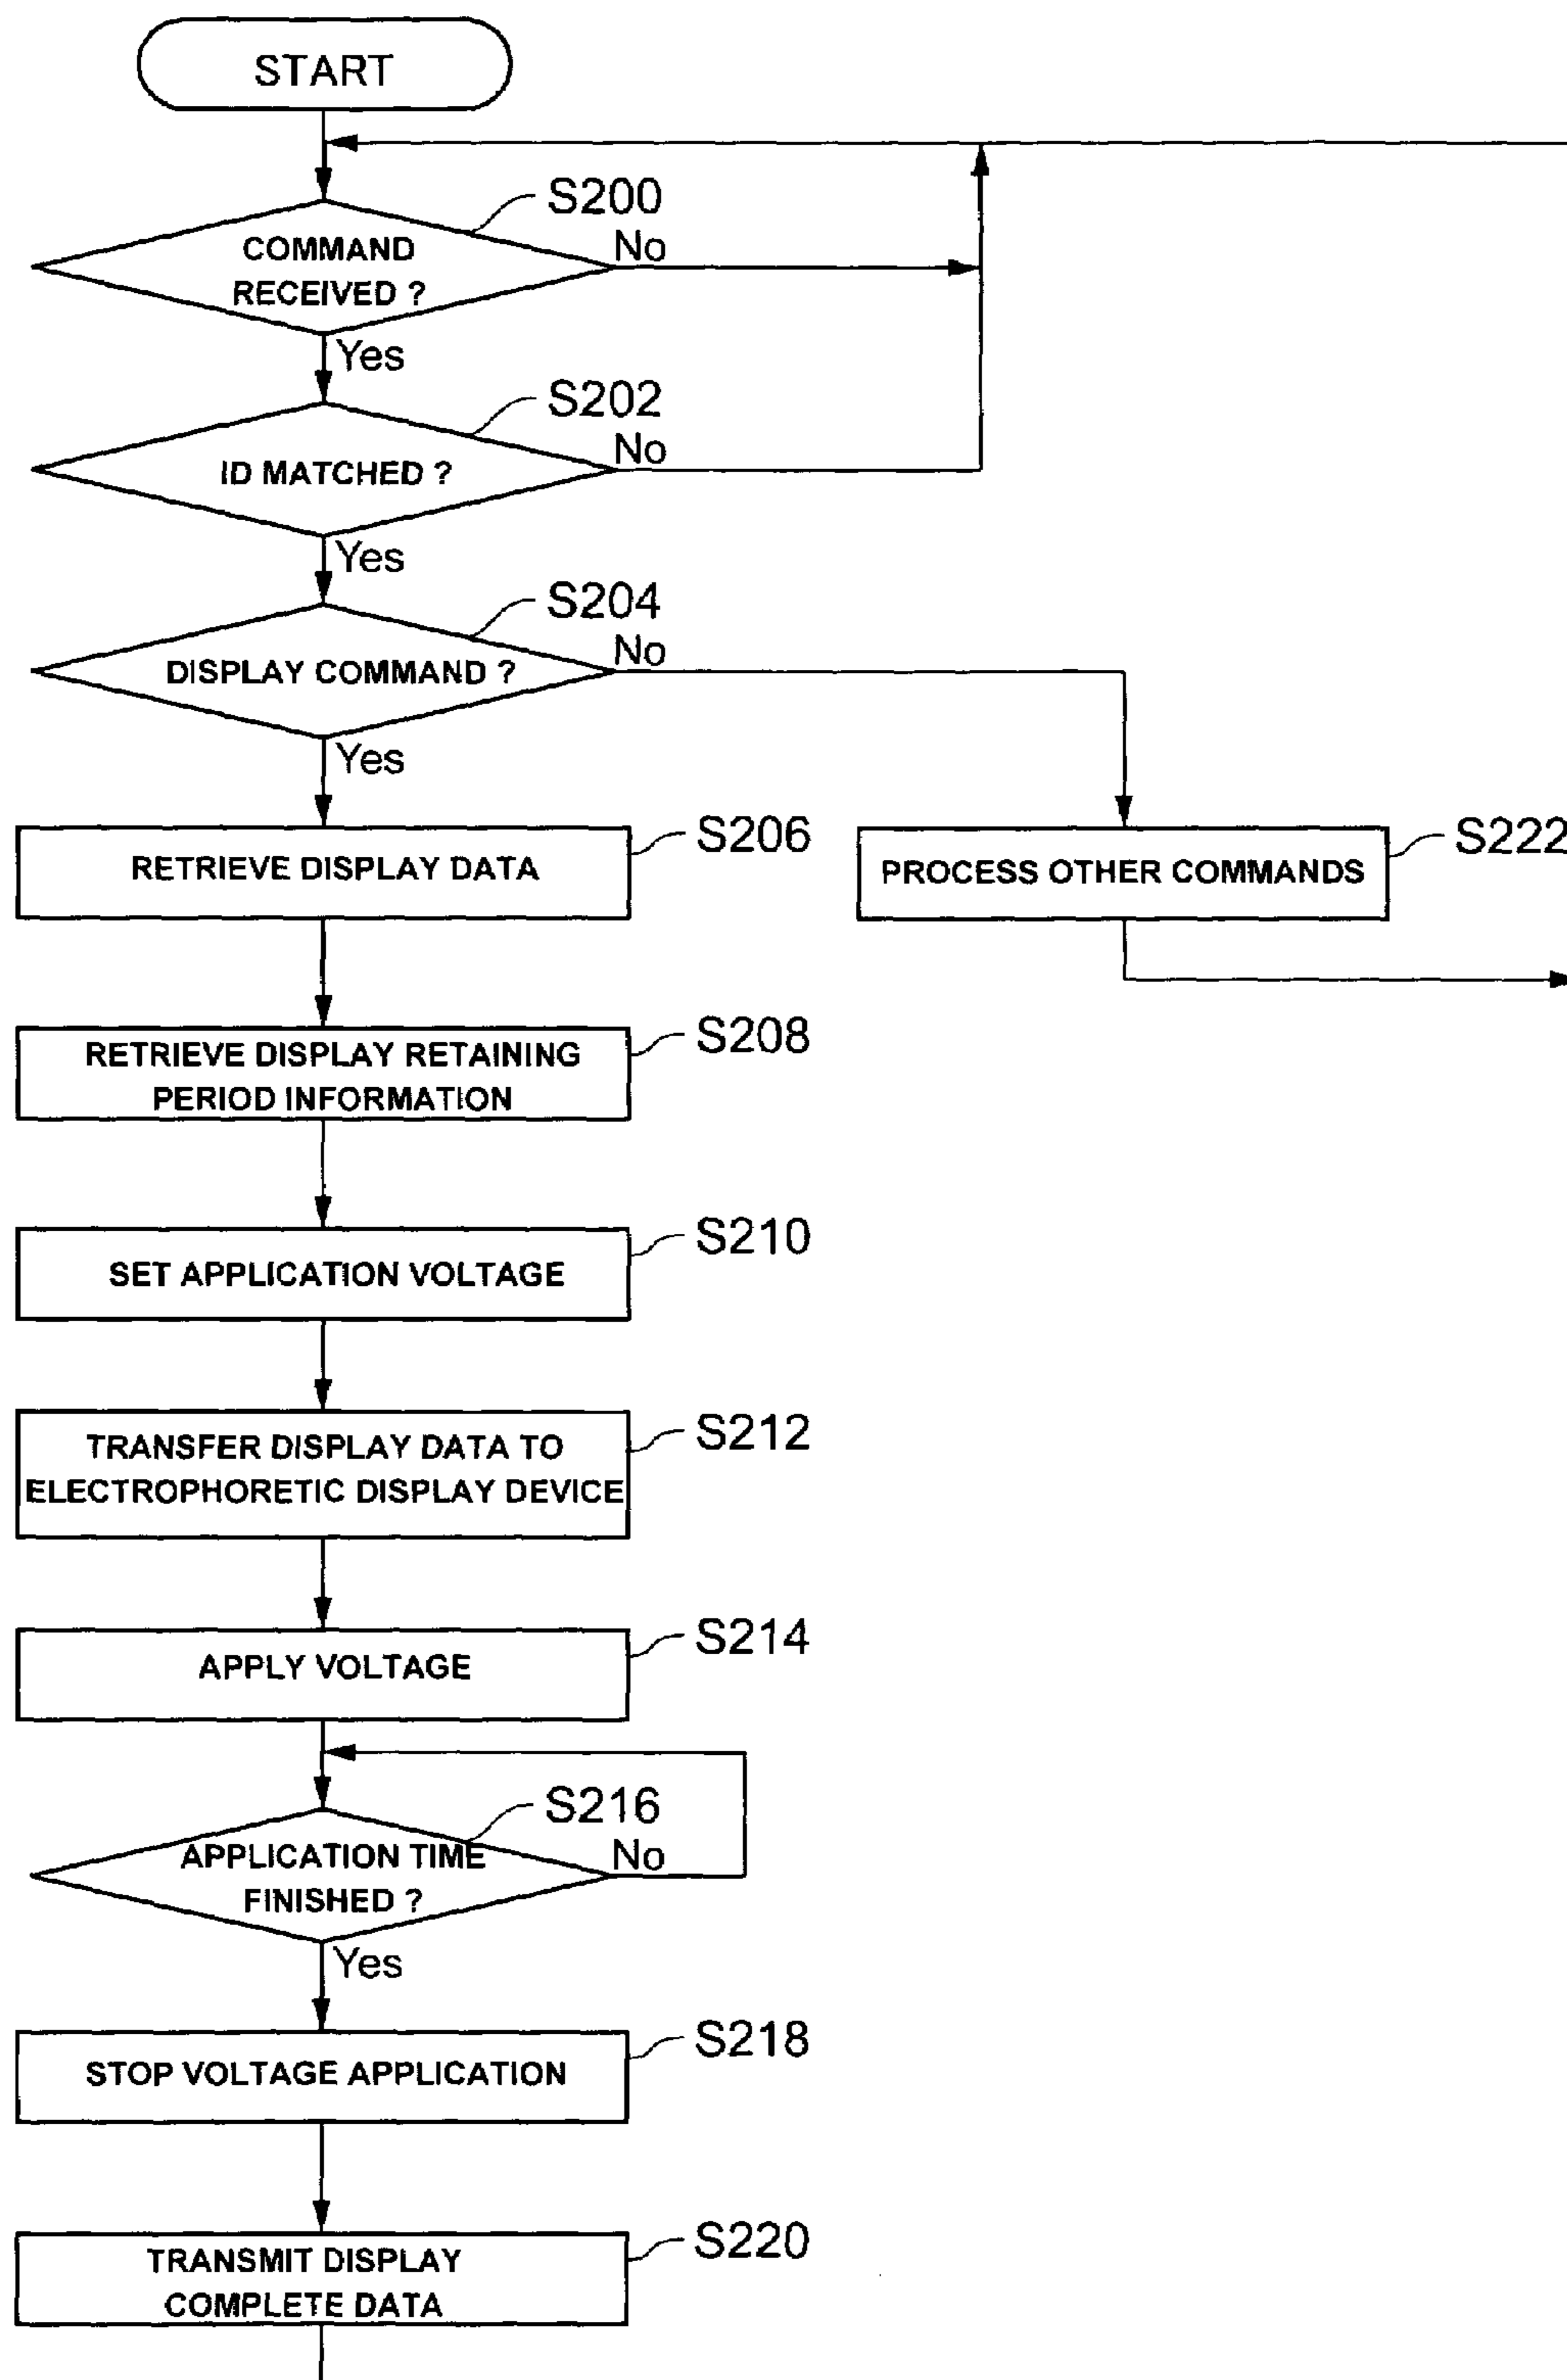 START
S200
COMMAND
RECEIVED ?
No
Yes
S202
ID MATCHED ?
No
Yes
S204
DISPLAY COMMAND ?
No
Yes
S206
RETRIEVE DISPLAY DATA
S222
PROCESS OTHER COMMANDS
S208
RETRIEVE DISPLAY RETAINING
PERIOD INFORMATION
S210
SET APPLICATION VOLTAGE
S212
TRANSFER DISPLAY DATA TO
ELECTROPHORETIC DISPLAY DEVICE
S214
APPLY VOLTAGE
S216
APPLICATION TIME
FINISHED ?
No
Yes
S218
STOP VOLTAGE APPLICATION
S220
TRANSMIT DISPLAY
COMPLETE DATA